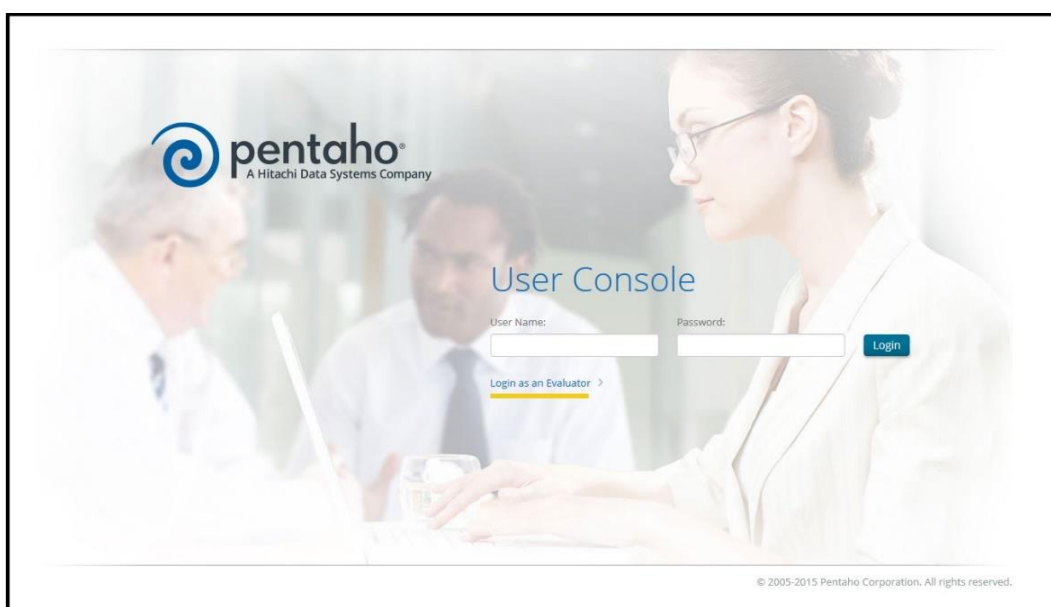 pentaho®
A Hitachi Data Systems Company
User Console
User Name:
Password:
Login
Login as an Evaluator >
© 2005-2015 Pentaho Corporation. All rights reserved.